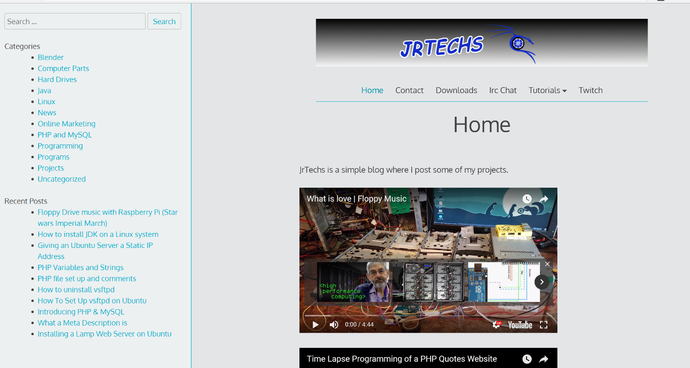 Search ...
Search
Categories
Blender
Computer Parts
Hard Drives
Java
Linux
News
Online Marketing
PHP and MySQL
Programming
Programs
Projects
Uncategorized
Recent Posts
Floppy Drive music with Raspberry Pi (Star
wars Imperial March)
How to install JDK on a Linux system
Giving an Ubuntu Server a Static IP
Address
PHP Variables and Strings
PHP file set up and comments
How to uninstall vsftpd
How To Set Up vsftpd on Ubuntu
Introducing PHP & MySQL
What a Meta Description is
Installing a Lamp Web Server on Ubuntu
JRTECHS
Home Contact Downloads Irc Chat Tutorials Twitch
Home
JrTechs is a simple blog where I post some of my projects.
What is love | Floppy Music
<high
performance
computing>
0:00 / 4:44
YouTube
Time Lapse Programming of a PHP Quotes Website